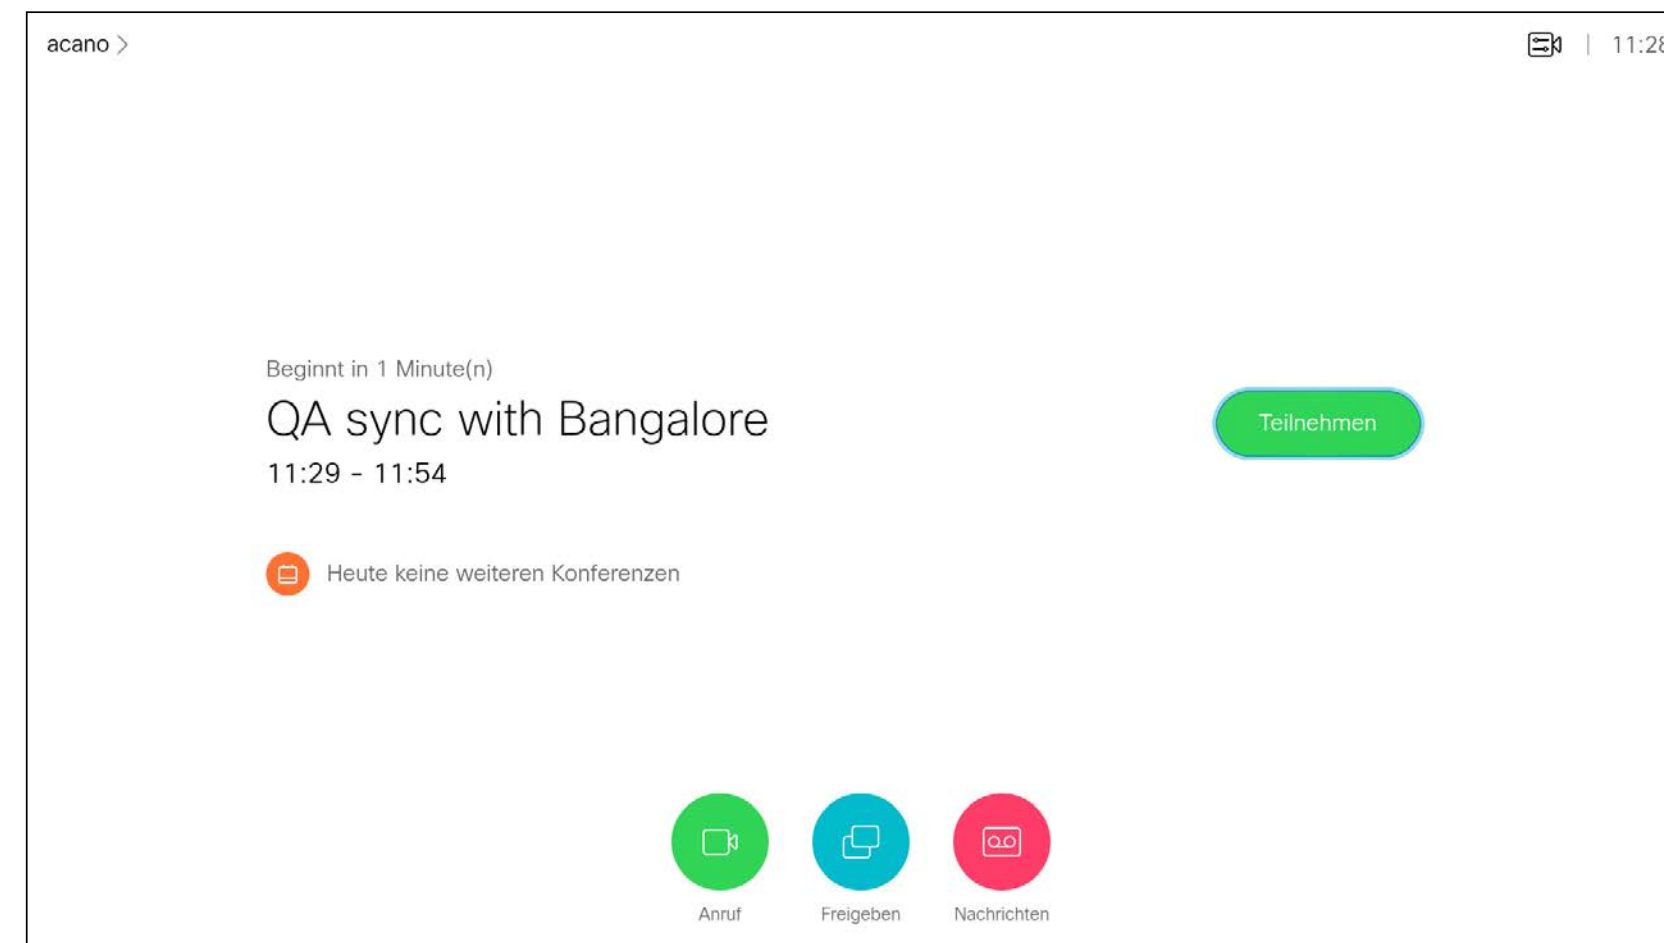 acano >
11:28
Beginnt in 1 Minute(n)
QA sync with Bangalore
Teilnehmen
11:29 - 11:54
Heute keine weiteren Konferenzen
Anruf
Freigeben
Nachrichten